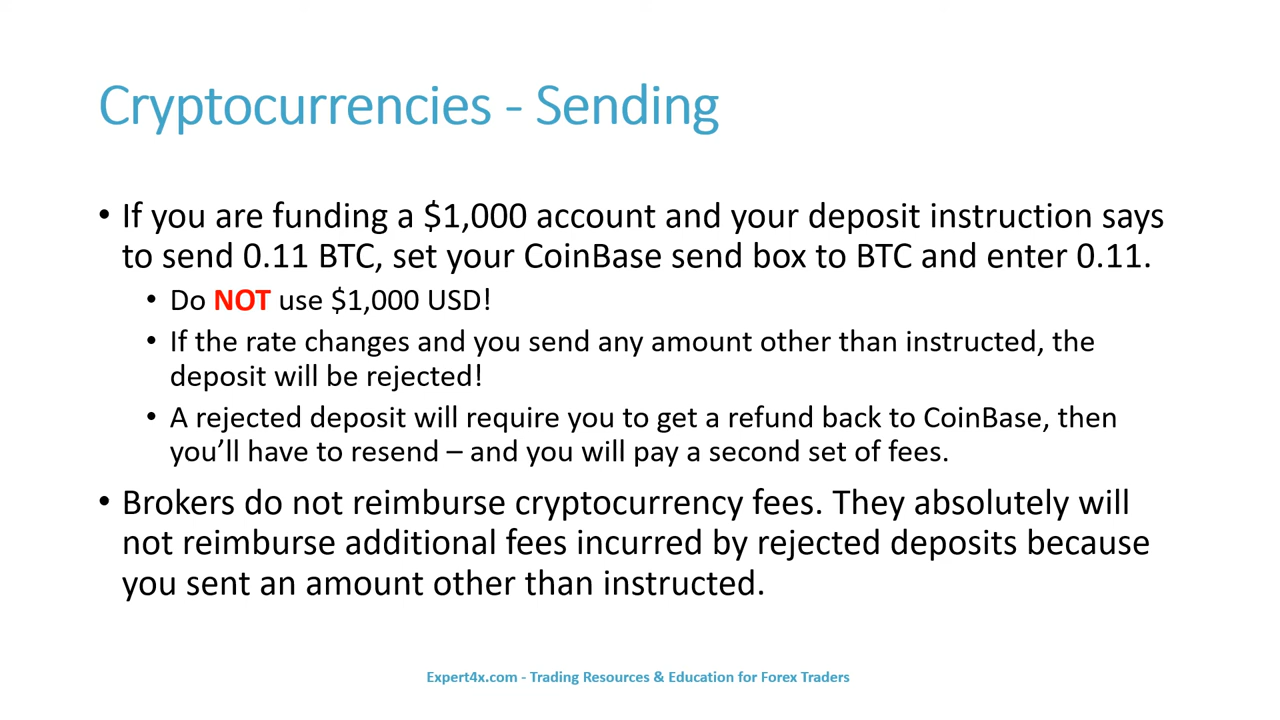 Cryptocurrencies - Sending
• If you are funding a $1,000 account and your deposit instruction says
to send 0.11 BTC, set your CoinBase send box to BTC and enter 0.11.
• Do NOT use $1,000 USD!
• If the rate changes and you send any amount other than instructed, the
deposit will be rejected!
• A rejected deposit will require you to get a refund back to CoinBase, then
you’ll have to resend – and you will pay a second set of fees.
• Brokers do not reimburse cryptocurrency fees. They absolutely will
not reimburse additional fees incurred by rejected deposits because
you sent an amount other than instructed.
Expert4x.com - Trading Resources & Education for Forex Traders